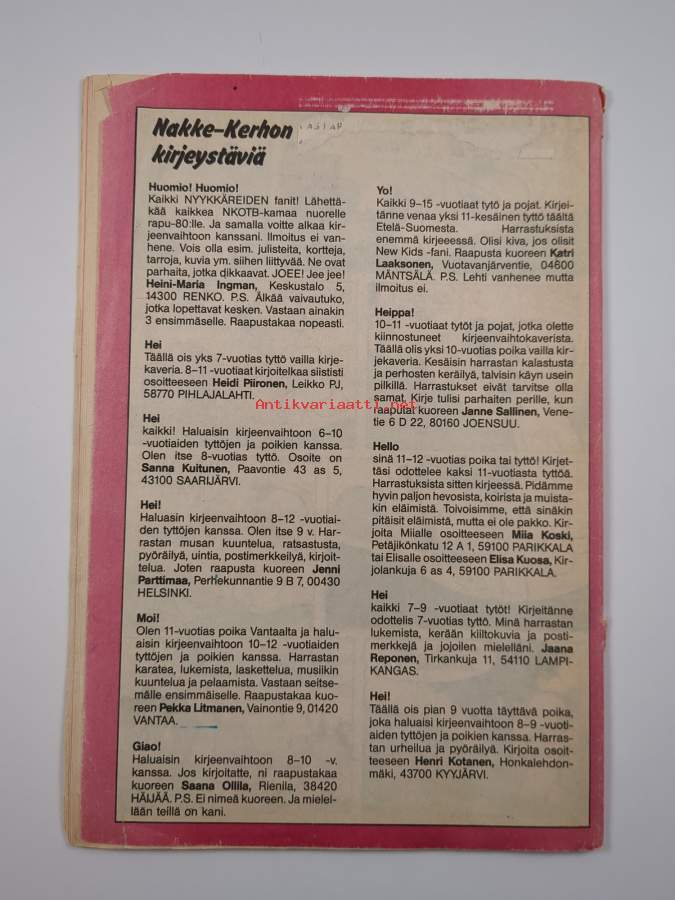 Nakke–Kerhon
kirjeystäviä
Huomio! Huomio!
Kaikki NYYKKÄREIDEN fanit! Lähettä-
kää kaikkea NKOTB-kamaa nuorelle
rapu-80:lle. Ja samalla voitte alkaa kir-
jeenvaihtoon kanssani. Ilmoitus ei van-
hene. Vois olla esim. julisteita, kortteja,
tarroja, kuvia ym. siihen liittyvää. Ne ovat
parhaita, jotka dikkaavat. JOEE! Jee jee!
Heini-Maria Ingman, Keskustalo 5,
14300 RENKO. P.S. Älkää vaivautuko,
jotka lopettavat kesken. Vastaan ainakin
3 ensimmäselle. Raapustakaa nopeasti.
Hei
Täällä ois yks 7-vuotias tyttö vailla kirje-
kaveria. 8–11 -vuotiaat kirjoitelkaa siististi
osoitteeseen Heidi Piironen, Leikko PJ,
58770 PIHLAJALAHTI.
Hei
kaikki! Haluaisin kirjeenvaihtoon 6–10
-vuotiaiden tyttöjen ja poikien kanssa.
Olen itse 8-vuotias tyttö. Osoite on
Sanna Kuitunen, Paavontie 43 as 5,
43100 SAARIJÄRVI.
Hei!
Haluasin kirjeenvaihtoon 8–12 -vuotiai-
den tyttöjen kanssa. Olen itse 9 v. Har-
rastan musan kuuntelua, ratsastusta,
pyöräilyä, uintia, postimerkkeilyä, kirjoit-
telua. Joten raapusta kuoreen Jenni
Parttimaa, Perhekunnantie 9 B 7, 00430
HELSINKI.
Moi!
Olen 11-vuotias poika Vantaalta ja halu-
aisin kirjeenvaihtoon 10–12 -vuotiaiden
tyttöjen ja poikien kanssa. Harrastan
karatea, lukemista, laskettelua, musiikin
kuuntelua ja pelaamista. Vastaan seitse-
mälle ensimmäiselle. Raapustakaa kuo-
reen Pekka Litmanen, Vainontie 9, 01420
VANTAA.
Giao!
Haluaisin kirjeenvaihtoon 8–10 -v.
kanssa. Jos kirjoitatte, ni raapustakaa
kuoreen Saana Ollila, Rienila, 38420
HÄIJÄÄ. P.S. Ei nimeä kuoreen. Ja mielel-
lään teillä on kani.
Yo!
Kaikki 9–15 -vuotiaat tytö ja pojat. Kirjei-
tänne venaa yksi 11-kesäinen tyttö täältä
Etelä-Suomesta. Harrastuksista
enemmä kirjeeessä. Olisi kiva, jos olisit
New Kids -fani. Raapusta kuoreen Katri
Laaksonen, Vuotavanjärventie, 04600
MÄNTSÄLÄ. P.S. Lehti vanhenee mutta
ilmoitus ei.
Heippa!
10–11 -vuotiaat tytöt ja pojat, jotka olette
kiinnostuneet kirjeenvaihtokaverista.
Täällä olis yksi 10-vuotias poika vailla kir-
jekaveria. Kesäisin harrastan kalastusta
ja perhosten keräilyä, talvisin käyn usein
pilkillä. Harrastukset eivät tarvitse olla
samat. Kirje tulisi parhaiten perille, kun
raaputat kuoreen Janne Sallinen, Vene-
tie 6 D 22, 80160 JOENSUU.
Hello
sinä 11–12 -vuotias poika tai tyttö! Kirjet-
täsi odottelee kaksi 11-vuotiasta tyttöä.
Harrastuksista sitten kirjeessä. Pidämme
hyvin paljon hevosista, koirista ja muista-
kin eläimistä. Toivoisimme, että sinäkin
pitäisit eläimistä, mutta ei ole pakko. Kir-
joita Miialle osoitteeseen Miia Koski,
Petäjikönkatu 12 A 1, 59100 PARIKKALA
tai Elisalle osoitteeseen Elisa Kuosa, Kir-
jolankuja 6 as 4, 59100 PARIKKALA.
Hei
kaikki 7–9 -vuotiaat tytöt! Kirjeitänne
odottelis 7-vuotias tyttö. Minä harrastan
lukemista, kerään kiiltokuvia ja posti-
merkkejä ja jojoilen mielelläni. Jaana
Reponen, Tirkankuja 11, 54110 LAMPI-
KANGAS.
Hei!
Täällä ois pian 9 vuotta täyttävä poika,
joka haluaisi kirjeenvaihtoon 8–9 -vuoti-
aiden tyttöjen ja poikien kanssa. Harras-
tan urheilua ja pyöräilyä. Kirjoita osoit-
teeseen Henri Kotanen, Honkalehdon-
mäki, 43700 KYYJÄRVI.
Antikvariaatti.net